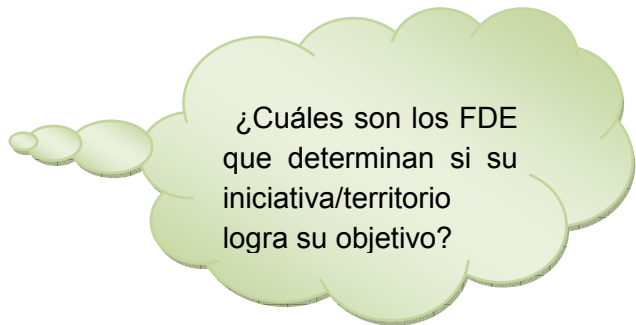 ¿Cuáles son los FDE
que determinan si su
iniciativa/territorio
logra su objetivo?